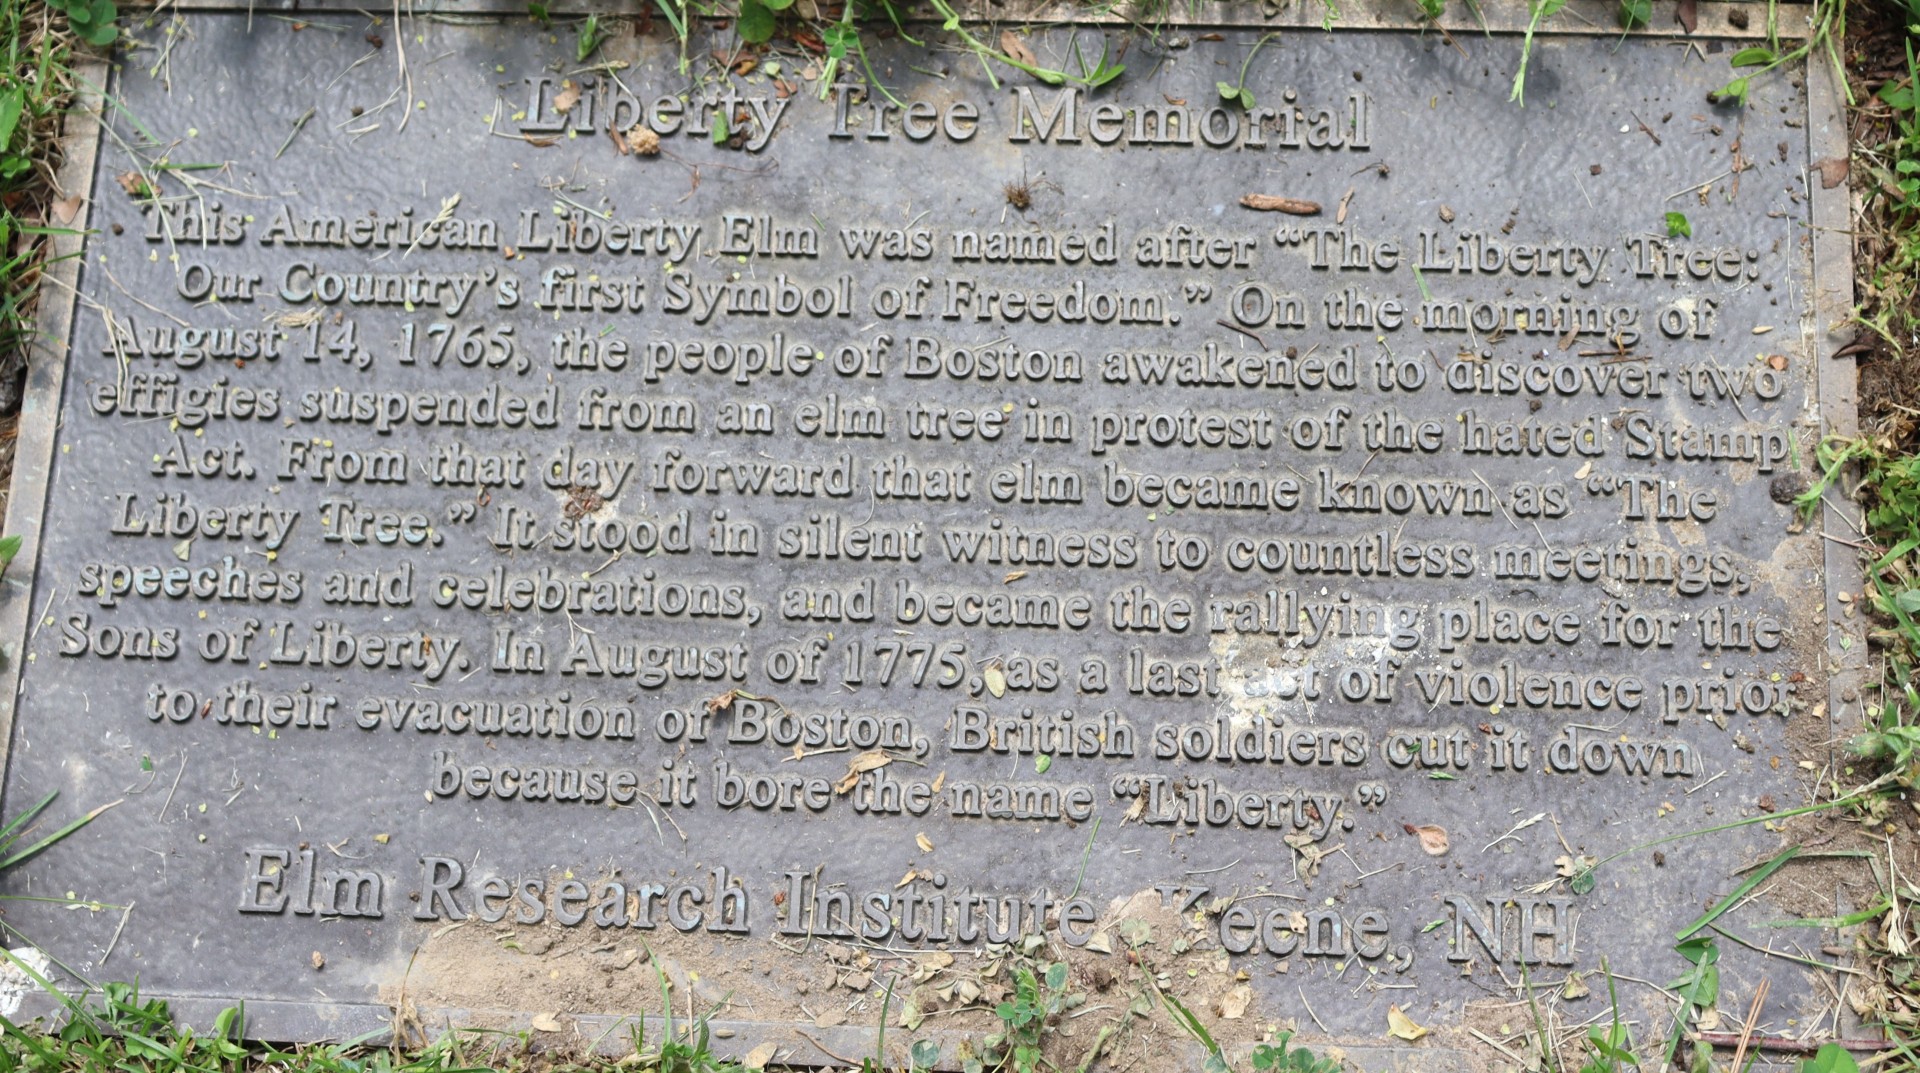 Liberty Tree Memorial
This American Liberty Elm was named after “The Liberty Tree:
Our Country’s first Symbol of Freedom.” On the morning of
August 14, 1765, the people of Boston awakened to discover two
effigies suspended from an elm tree in protest of the hated Stamp
Act. From that day forward that elm became known as “The
Liberty Tree.” It stood in silent witness to countless meetings,
speeches and celebrations, and became the rallying place for the
Sons of Liberty. In August of 1775, as a last act of violence prior
to their evacuation of Boston, British soldiers cut it down
because it bore the name “Liberty.”
Elm Research Institute Keene, NH